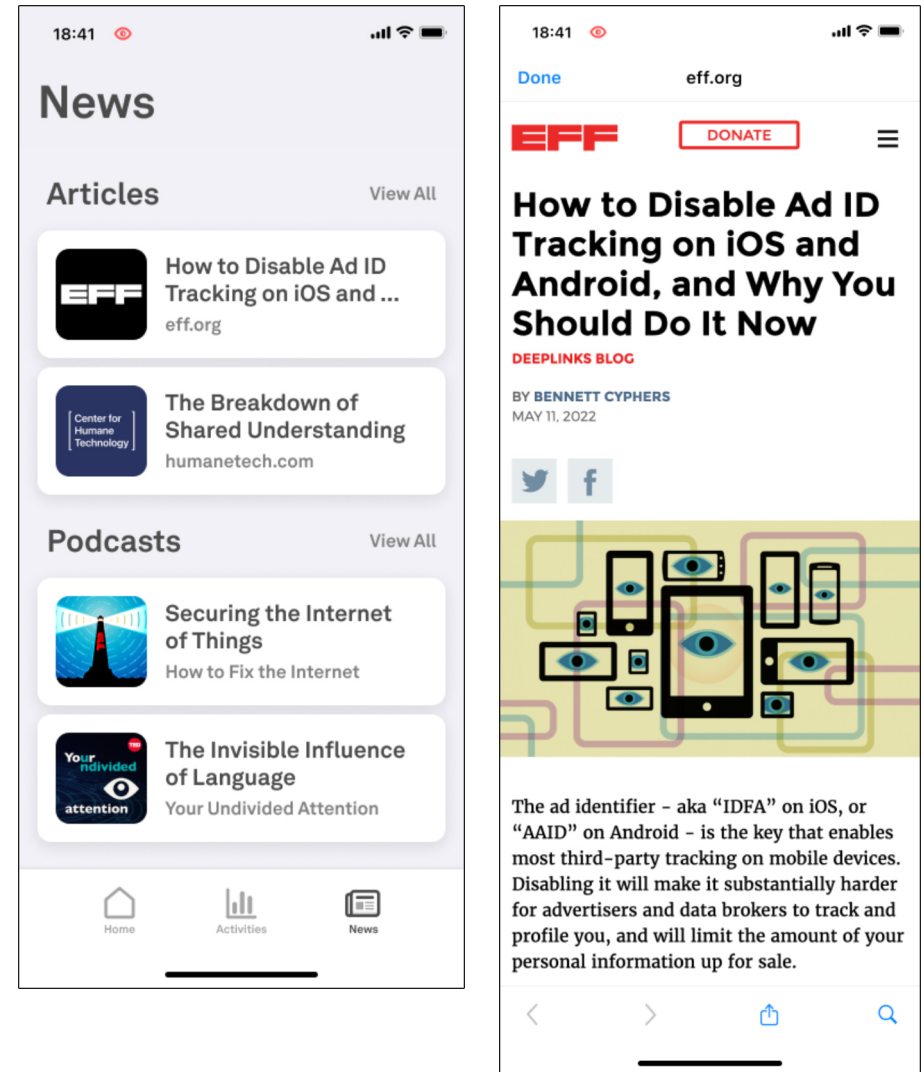 18:41
News
Articles
View All
EFF
How to Disable Ad ID
Tracking on iOS and ...
eff.org
Center for
Humane
Technology
The Breakdown of
Shared Understanding
humanetech.com
Podcasts
View All
Securing the Internet
of Things
How to Fix the Internet
TED
Your
undivided
attention
The Invisible Influence
of Language
Your Undivided Attention
Home
Activities
News
18:41
Done
eff.org
EFF
DONATE
How to Disable Ad ID
Tracking on iOS and
Android, and Why You
Should Do It Now
DEEPLINKS BLOG
BY BENNETT CYPHERS
MAY 11, 2022
The ad identifier - aka “IDFA” on iOS, or
“AAID” on Android - is the key that enables
most third-party tracking on mobile devices.
Disabling it will make it substantially harder
for advertisers and data brokers to track and
profile you, and will limit the amount of your
personal information up for sale.